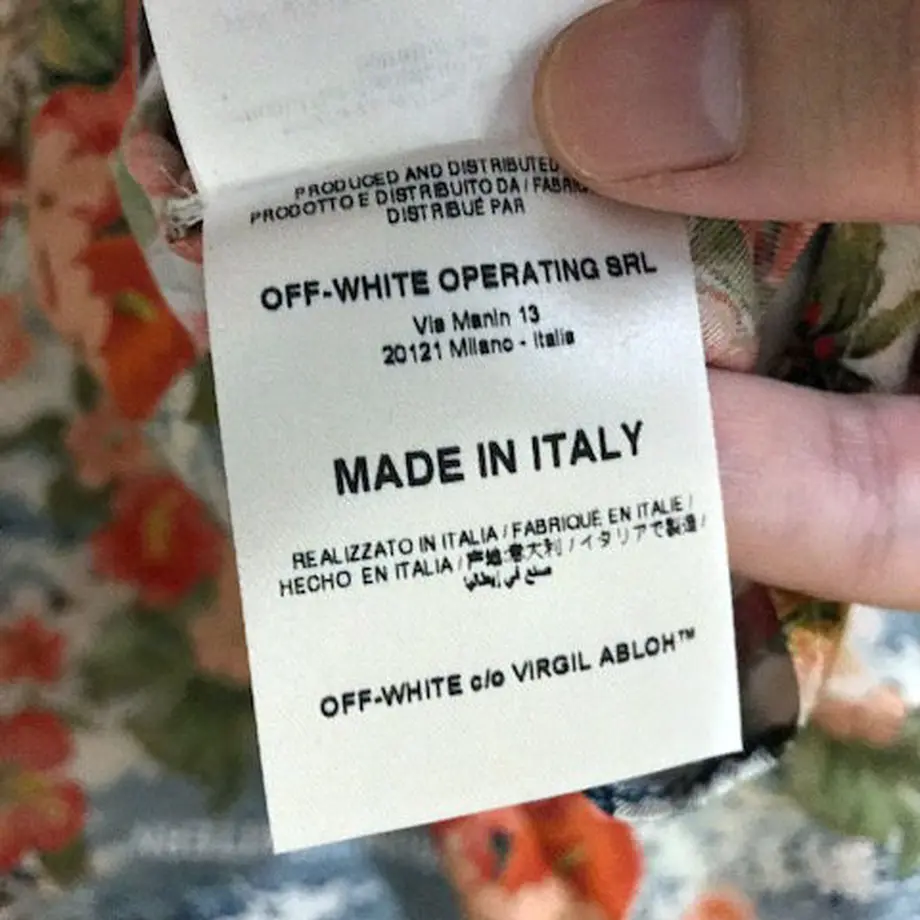 PRODUCED AND DISTRIBUTED
PRODOTTO E DISTRIBUITO DA /
DISTRIBUÉ PAR
OFF-WHITE OPERATING SRL
Via Manin 13
20121 Milano - Italia
MADE IN ITALY
REALIZZATO IN ITALIA / FABRIQUÉ EN ITALIE /
HECHO EN ITALIA / 产地:意大利 / イタリアで製造 /
صنع في إيطاليا
OFF-WHITE c/o VIRGIL ABLOH™